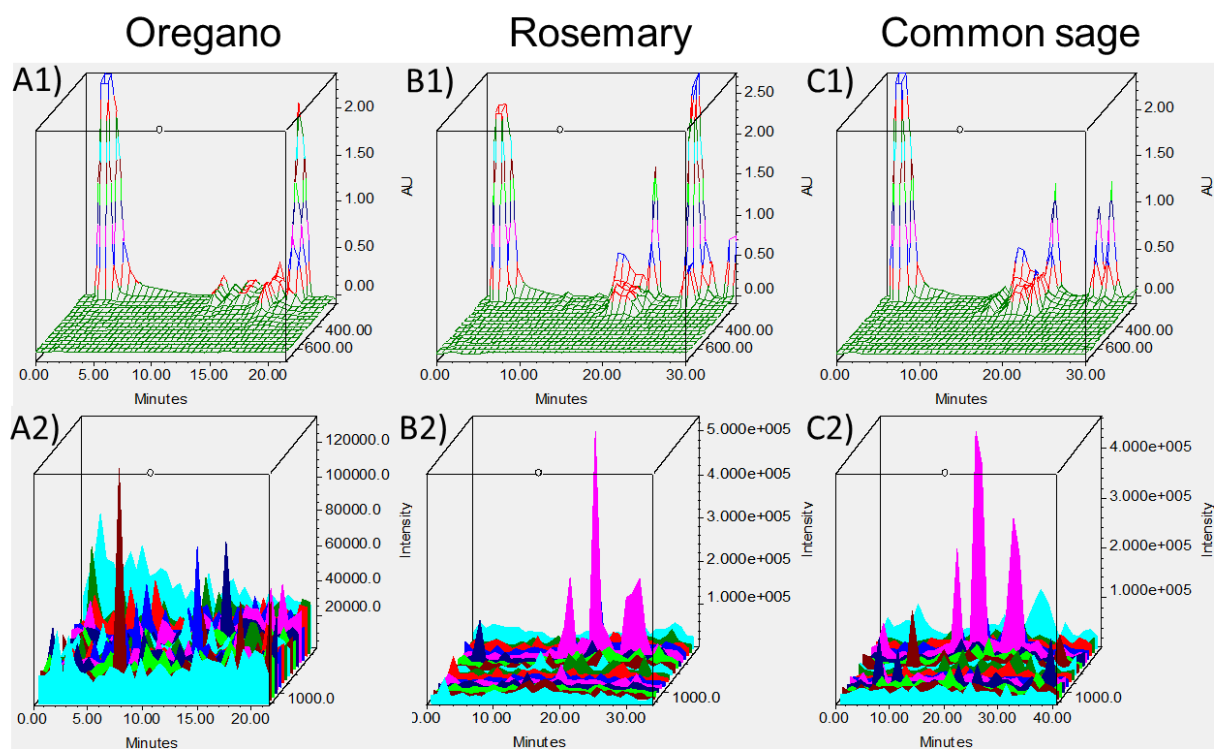 Oregano
Rosemary
Common sage
A1)
2.00
1.50
1.00
0.50
0.00
AU
400.00
600.00
0.00 5.00 10.00 15.00 20.00
Minutes
B1)
2.50
2.00
1.50
1.00
0.50
0.00
AU
400.00
600.00
0.00 10.00 20.00 30.00
Minutes
C1)
2.00
1.50
1.00
0.50
0.00
AU
400.00
600.00
0.00 10.00 20.00 30.00
Minutes
A2)
120000.0
100000.0
80000.0
60000.0
40000.0
20000.0
Intensity
1000.0
0.00 5.00 10.00 15.00 20.00
Minutes
B2)
5.000e+005
4.000e+005
3.000e+005
2.000e+005
1.000e+005
Intensity
1000.0
0.00 10.00 20.00 30.00
Minutes
C2)
4.000e+005
3.000e+005
2.000e+005
1.000e+005
Intensity
1000.0
0.00 10.00 20.00 30.00 40.00
Minutes